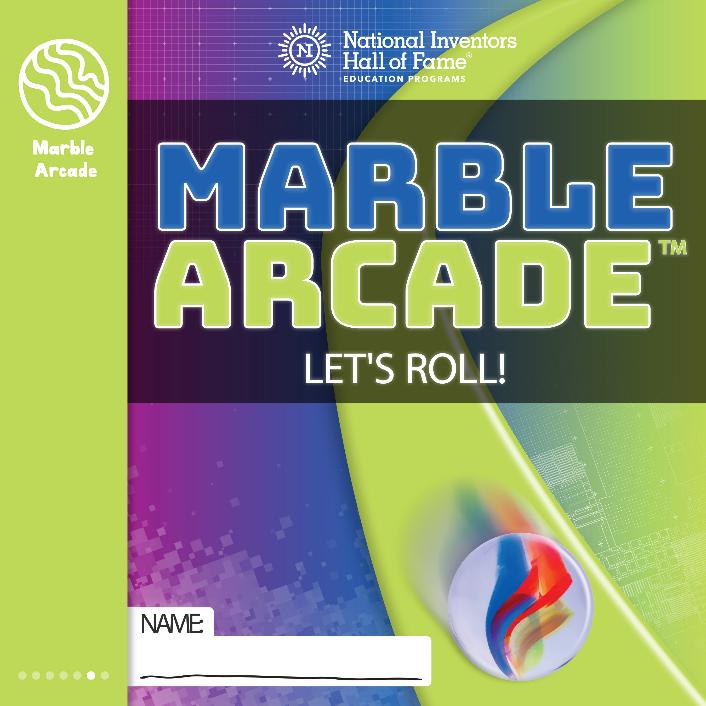 Marble
Arcade
National Inventors
Hall of Fame®
EDUCATION PROGRAMS
MARBLE
ARCADE™
LET'S ROLL!
NAME: